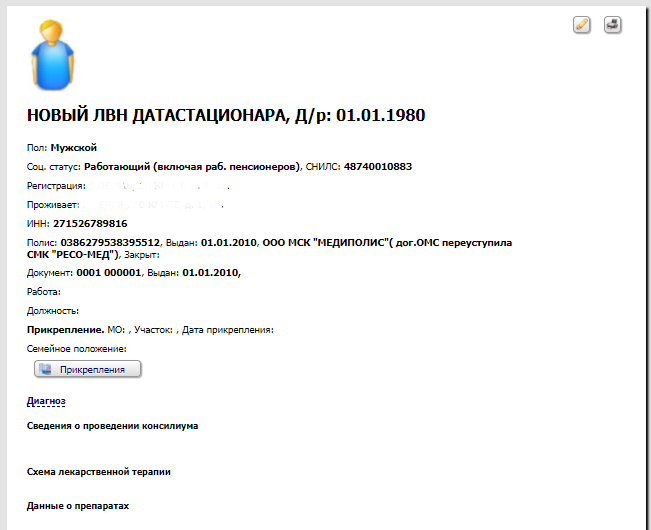 НОВЫЙ ЛВН ДАТАСТАЦИОНАРА, Д/р: 01.01.1980
Пол: Мужской
Соц. статус: Работающий (включая раб. пенсионеров), СНИЛС: 48740010883
Регистрация:
Проживает:
ИНН: 271526789816
Полис: 0386279538395512, Выдан: 01.01.2010, ООО МСК "МЕДИПОЛИС"( дог.ОМС переуступила
СМК "РЕСО-МЕД"), Закрыт:
Документ: 0001 000001, Выдан: 01.01.2010,
Работа:
Должность:
Прикрепление. МО: , Участок: , Дата прикрепления:
Семейное положение:
Прикрепления
Диагноз
Сведения о проведении консилиума
Схема лекарственной терапии
Данные о препаратах